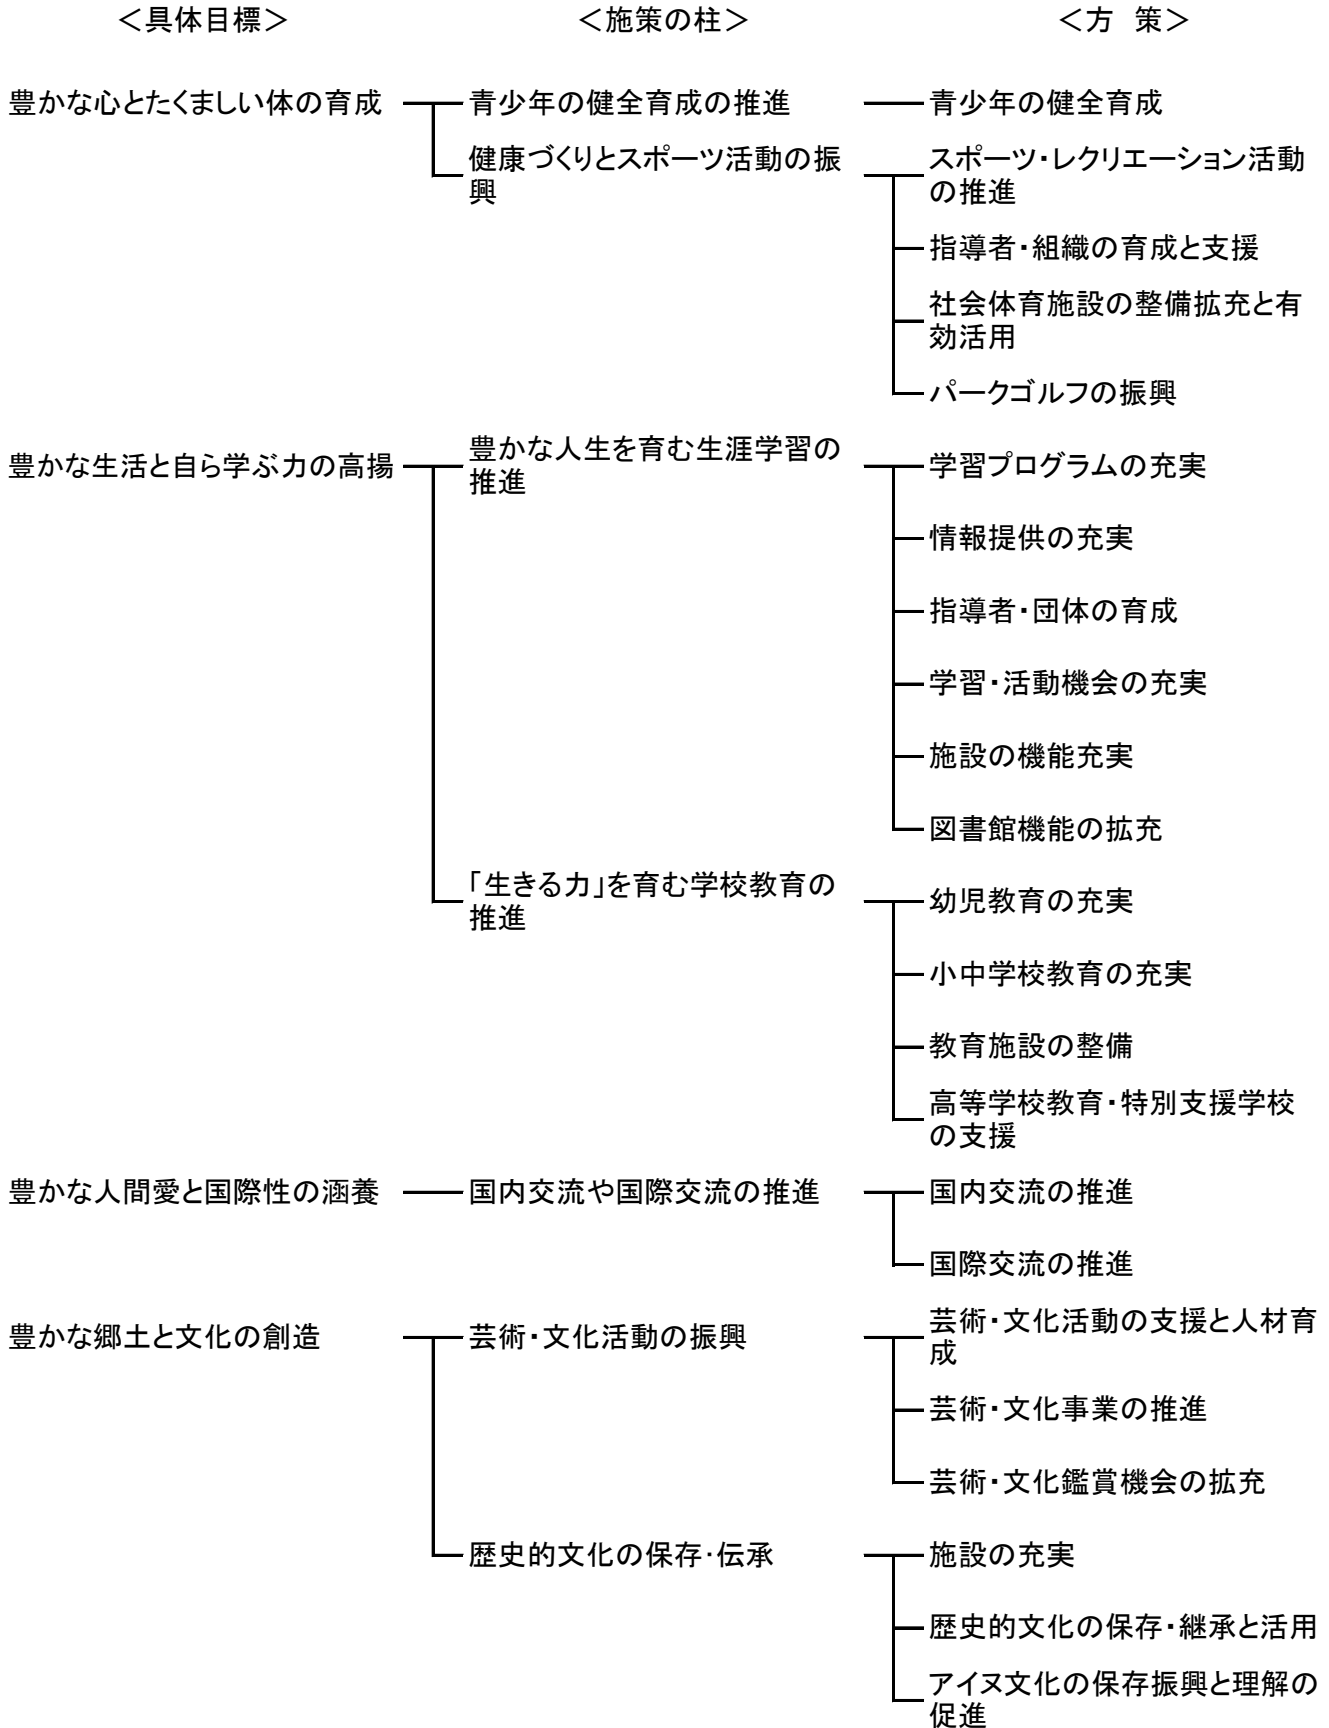 ＜具体目標＞ ＜施策の柱＞ ＜方　策＞
豊かな心とたくましい体の育成 青少年の健全育成の推進 青少年の健全育成
健康づくりとスポーツ活動の振
興
スポーツ・レクリエーション活動
の推進
指導者・組織の育成と支援
社会体育施設の整備拡充と有
効活用
パークゴルフの振興
豊かな生活と自ら学ぶ力の高揚
豊かな人生を育む生涯学習の
推進
学習プログラムの充実
情報提供の充実
指導者・団体の育成
学習・活動機会の充実
施設の機能充実
図書館機能の拡充
「生きる力」を育む学校教育の
推進
幼児教育の充実
小中学校教育の充実
教育施設の整備
高等学校教育・特別支援学校
の支援
豊かな人間愛と国際性の涵養 国内交流や国際交流の推進 国内交流の推進
国際交流の推進
豊かな郷土と文化の創造 芸術・文化活動の振興
芸術・文化活動の支援と人材育
成
芸術・文化事業の推進
芸術・文化鑑賞機会の拡充
歴史的文化の保存・伝承 施設の充実
歴史的文化の保存・継承と活用
アイヌ文化の保存振興と理解の
促進